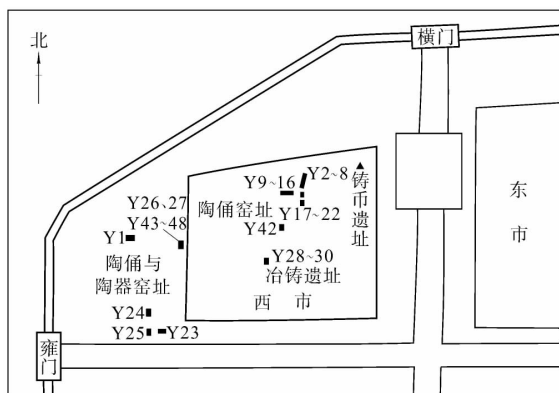 横门
北
Y2~8
Y9~16
铸币遗址
东市
Y26、27
陶俑窑址
Y17~22
Y43~48
Y42
Y1
Y28~30
陶俑与
陶器窑址
冶铸遗址
西市
Y24
Y25
Y23
雍门